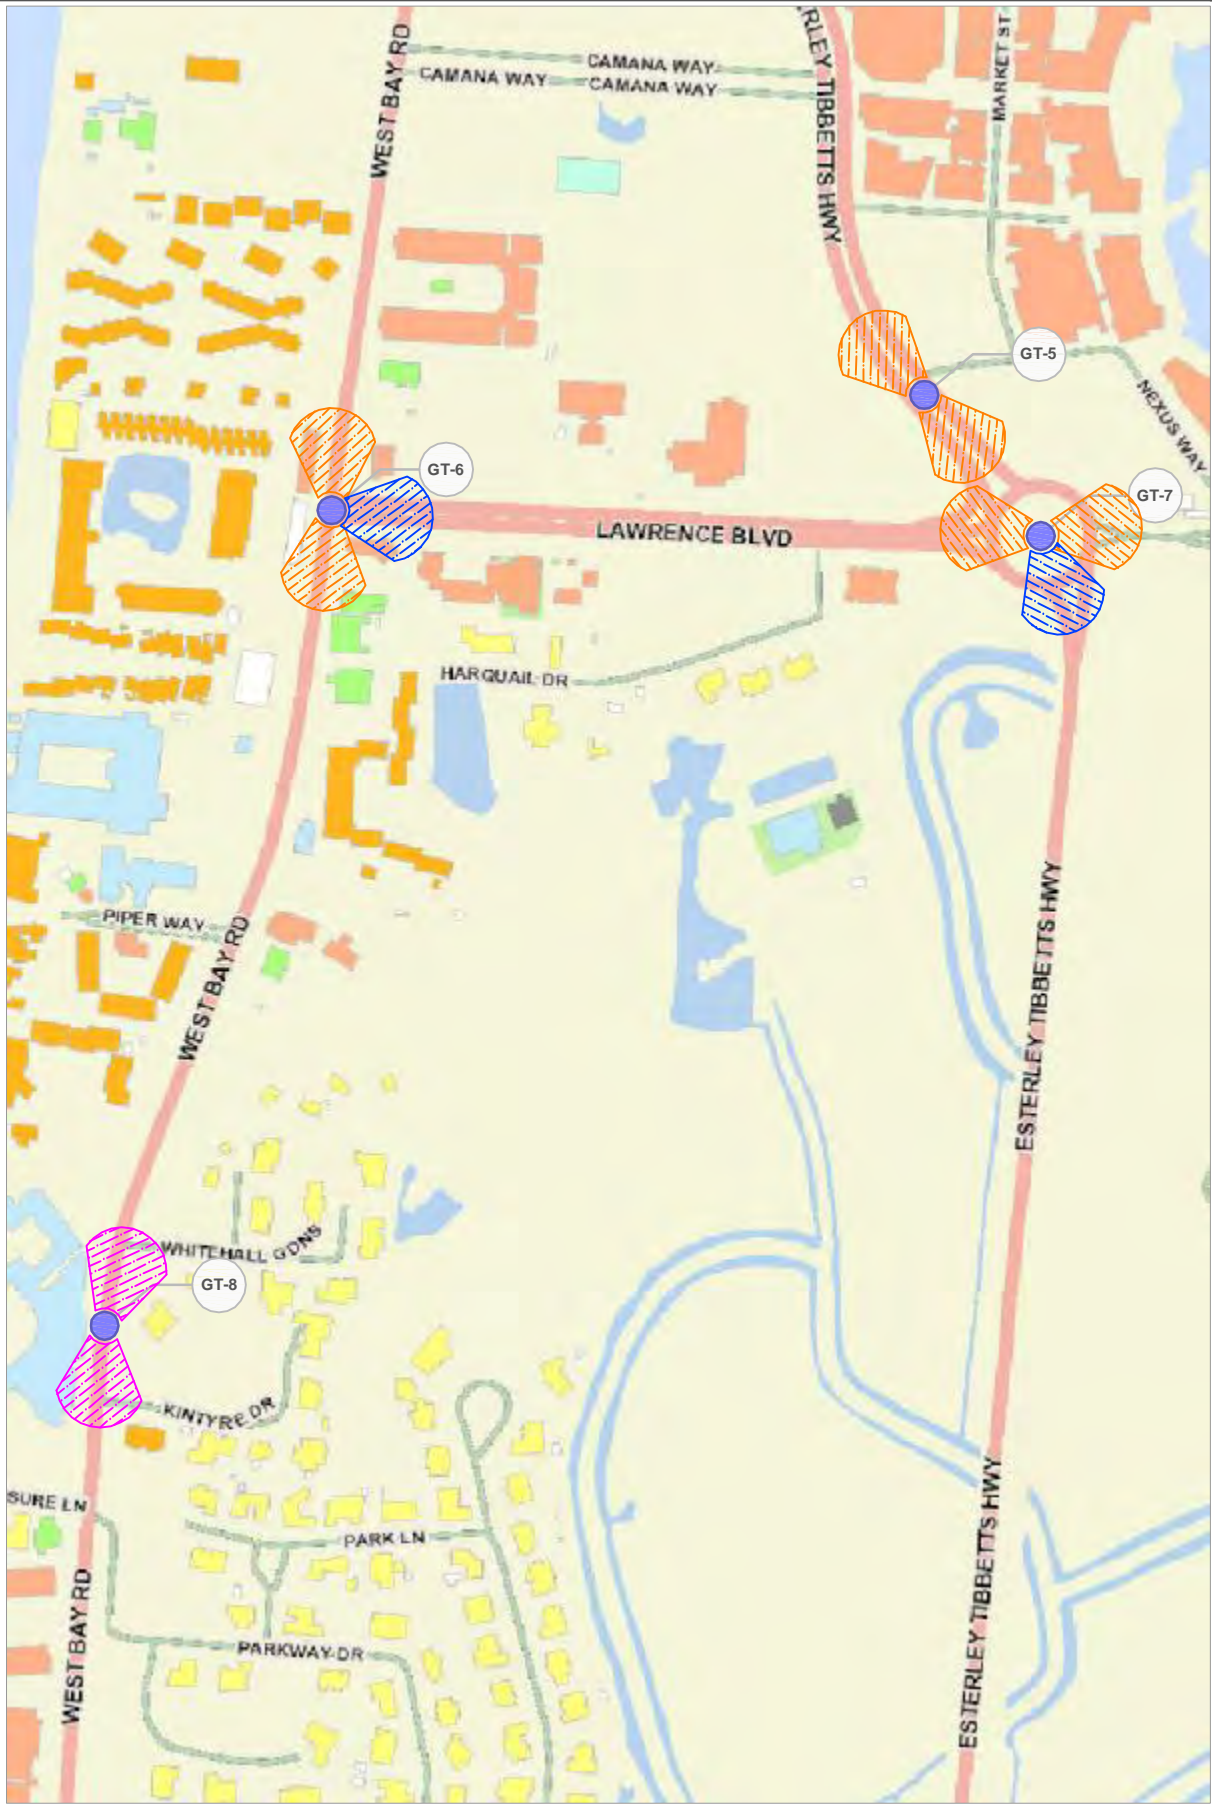 WEST BAY RD
CAMANA WAY
CAMANA WAY
CAMANA WAY
ERLEY TIBBETTS HWY
MARKET ST
GT-5
NEXUS WAY
GT-6
GT-7
LAWRENCE BLVD
HARQUAIL DR
PIPER WAY
WEST BAY RD
ESTERLEY TIBBETTS HWY
WHITEHALL GDNS
GT-8
KINTYRE DR
SURE LN
PARK LN
WEST BAY RD
PARKWAY DR
ESTERLEY TIBBETTS HWY